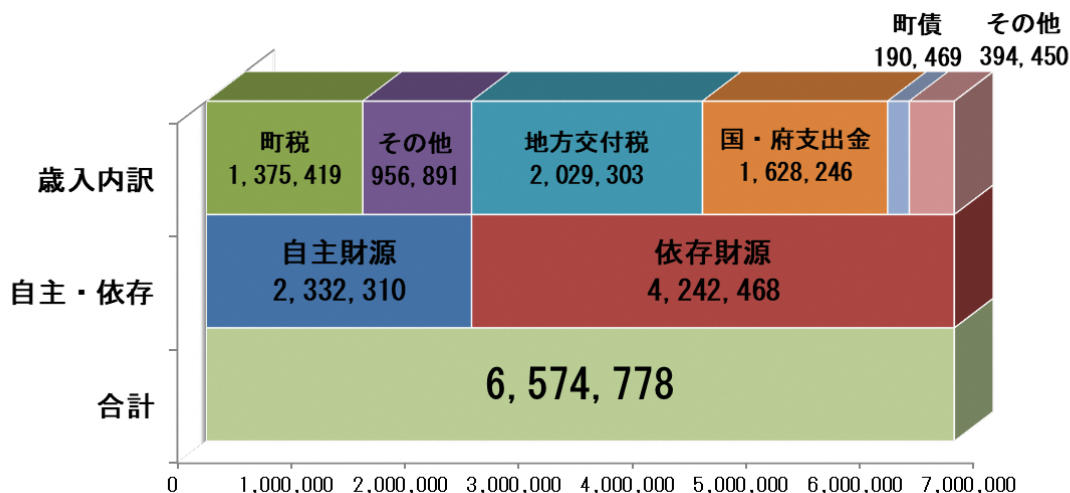 町債
190,469
その他
394,450
歳入内訳
町税
1,375,419
その他
956,891
地方交付税
2,029,303
国・府支出金
1,628,246
自主・依存
自主財源
2,332,310
依存財源
4,242,468
合計
6,574,778
0 1,000,000 2,000,000 3,000,000 4,000,000 5,000,000 6,000,000 7,000,000